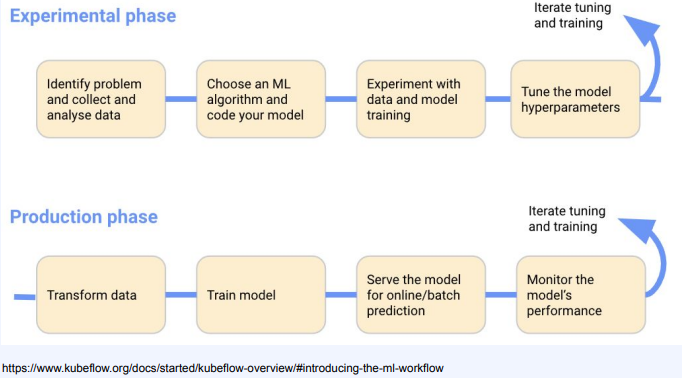 Experimental phase
Iterate tuning
and training
Identify problem
and collect and
analyse data
Choose an ML
algorithm and
code your model
Experiment with
data and model
training
Tune the model
hyperparameters
Production phase
Iterate tuning
and training
Transform data
Train model
Serve the model
for online/batch
prediction
Monitor the
model's
performance
https://www.kubeflow.org/docs/started/kubeflow-overview/#introducing-the-ml-workflow